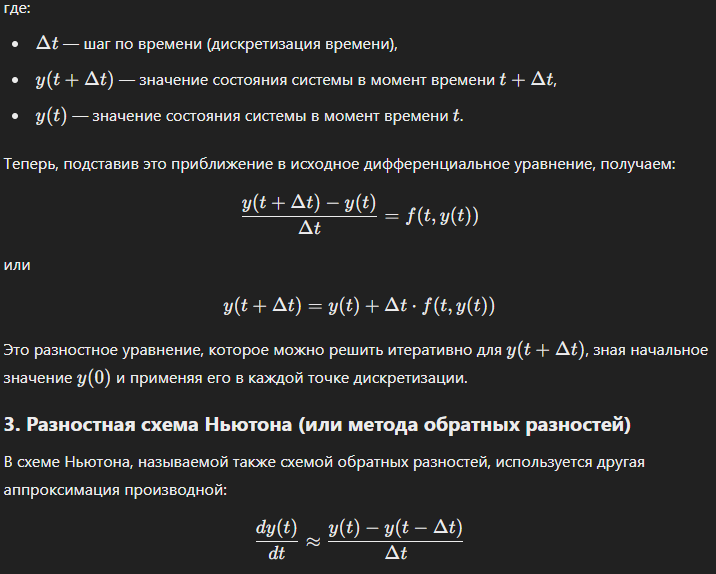 где:
• Δt — шаг по времени (дискретизация времени),
• y(t + Δt) — значение состояния системы в момент времени t + Δt,
• y(t) — значение состояния системы в момент времени t.
Теперь, подставив это приближение в исходное дифференциальное уравнение, получаем:
\frac{y(t + Δt) − y(t)}{Δt} = f(t, y(t))
или
y(t + Δt) = y(t) + Δt · f(t, y(t))
Это разностное уравнение, которое можно решить итеративно для y(t + Δt), зная начальное
значение y(0) и применяя его в каждой точке дискретизации.
3. Разностная схема Ньютона (или метода обратных разностей)
В схеме Ньютона, называемой также схемой обратных разностей, используется другая
аппроксимация производной:
\frac{dy(t)}{dt} ≈ \frac{y(t) − y(t − Δt)}{Δt}